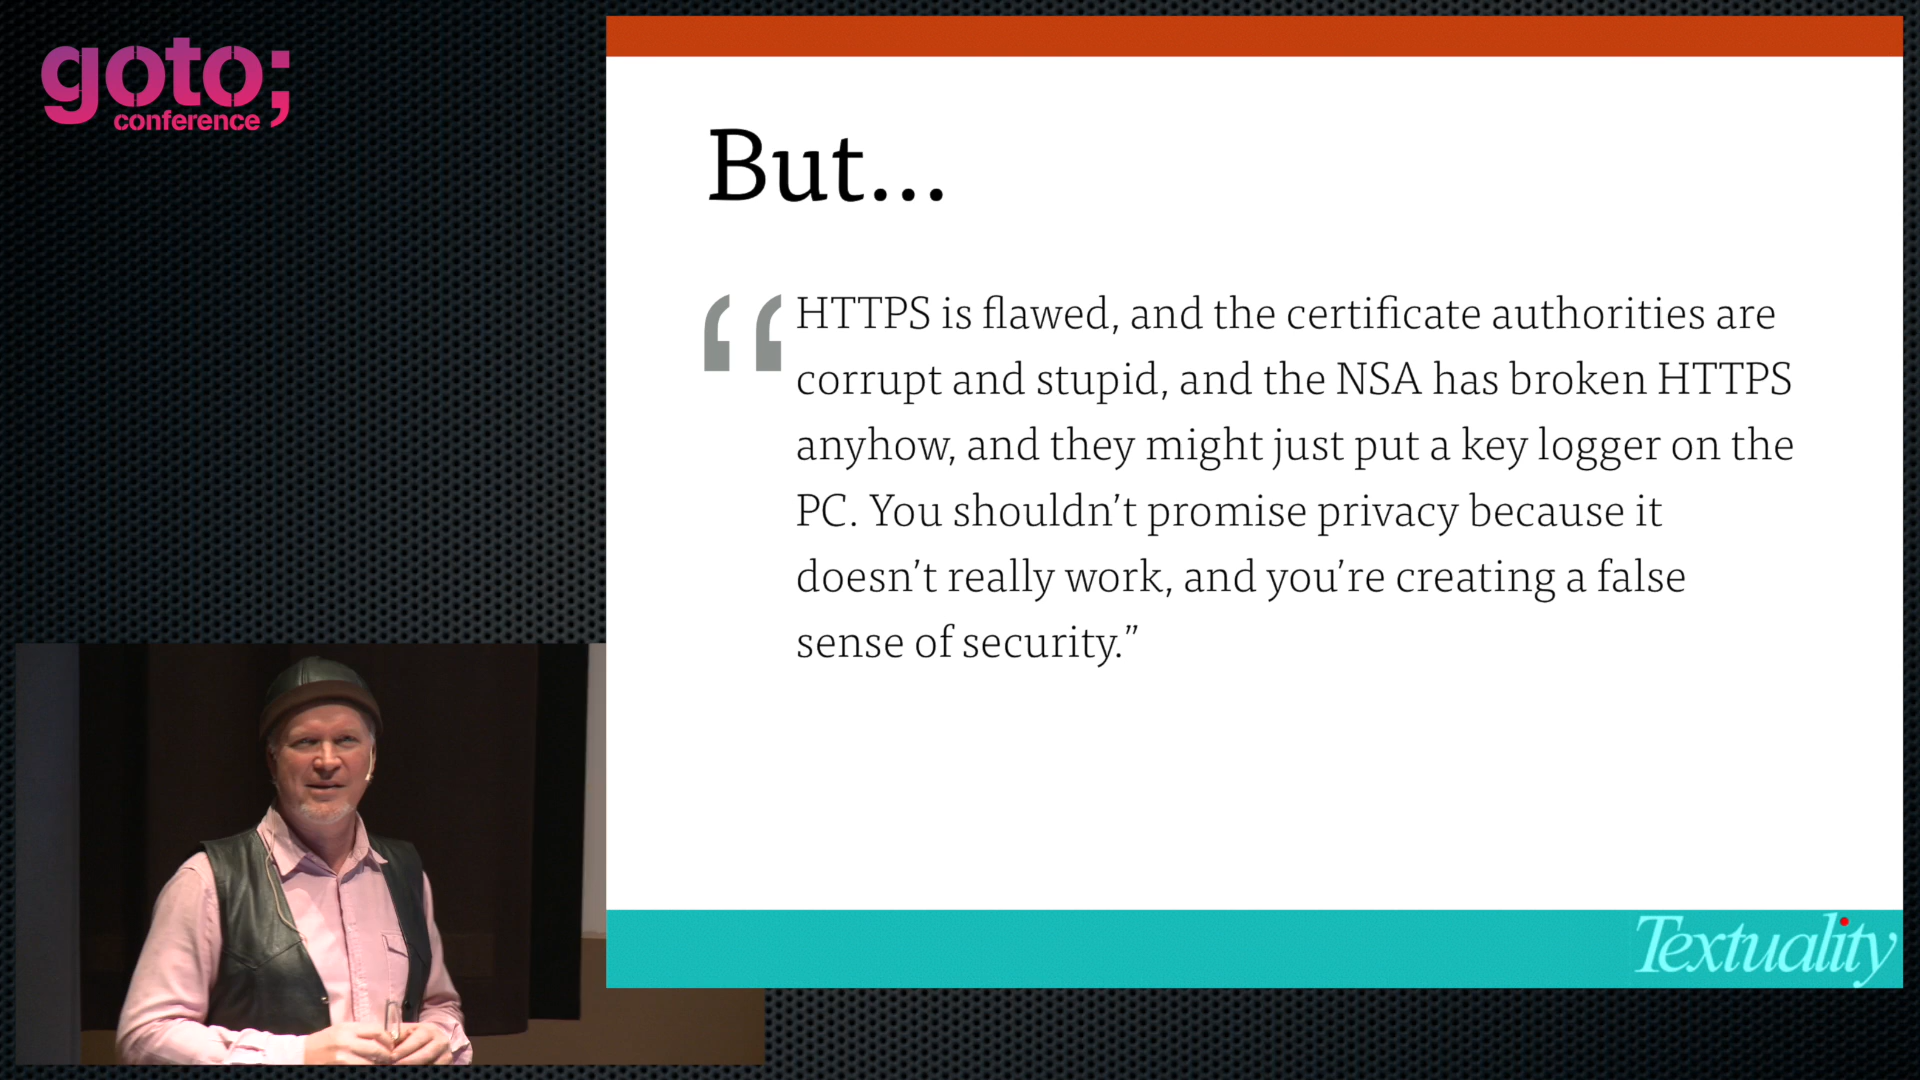 goto;
conference
But...
“HTTPS is flawed, and the certificate authorities are
corrupt and stupid, and the NSA has broken HTTPS
anyhow, and they might just put a key logger on the
PC. You shouldn’t promise privacy because it
doesn’t really work, and you’re creating a false
sense of security.”
Textuality